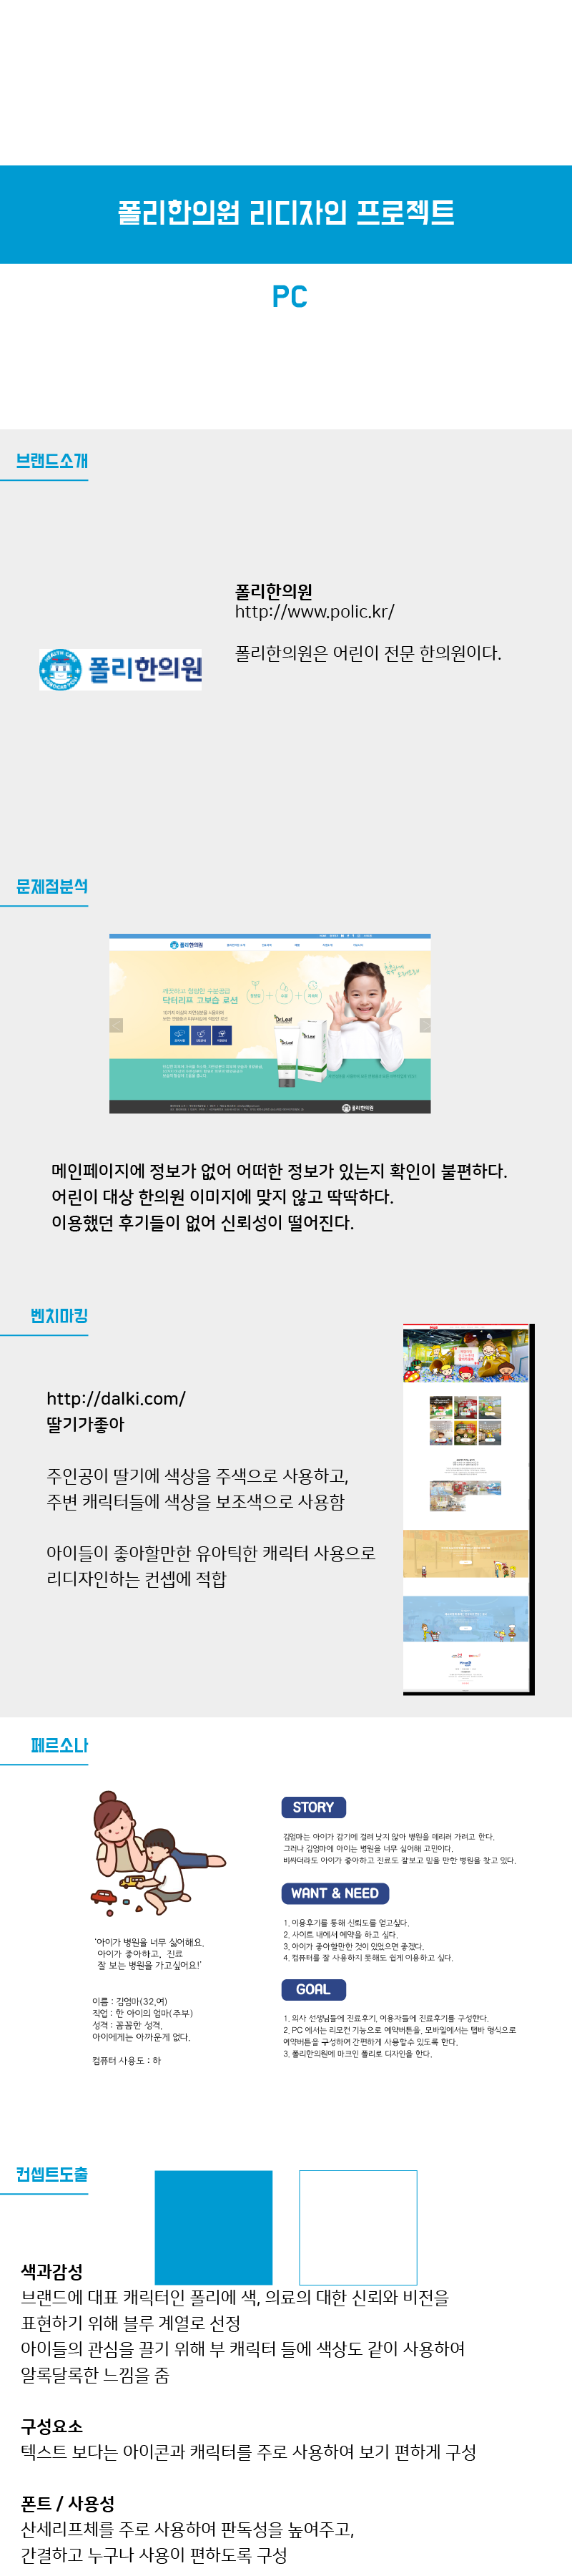 폴리한의원 리디자인 프로젝트
PC
브랜드소개
폴리한의원
http://www.polic.kr/
폴리한의원은 어린이 전문 한의원이다.
폴리한의원
문제점분석
폴리한의원
닥터리프 고보습 로션
Dr.Leaf
폴리한의원
메인페이지에 정보가 없어 어떠한 정보가 있는지 확인이 불편하다.
어린이 대상 한의원 이미지에 맞지 않고 딱딱하다.
이용했던 후기들이 없어 신뢰성이 떨어진다.
벤치마킹
http://dalki.com/
딸기가좋아
주인공이 딸기에 색상을 주색으로 사용하고,
주변 캐릭터들에 색상을 보조색으로 사용함
아이들이 좋아할만한 유아틱한 캐릭터 사용으로
리디자인하는 컨셉에 적합
페르소나
'아이가 병원을 너무 싫어해요.
아이가 좋아하고, 진료
잘 보는 병원을 가고싶어요!'
이름 : 김엄마(32,여)
직업 : 한 아이의 엄마(주부)
성격 : 꼼꼼한 성격,
아이에게는 아까운게 없다.
컴퓨터 사용도 : 하
STORY
김엄마는 아이가 감기에 걸려 낫지 않아 병원을 데리러 가려고 한다.
그러나 김엄마에 아이는 병원을 너무 싫어해 고민이다.
비싸더라도 아이가 좋아하고 진료도 잘보고 믿을 만한 병원을 찾고 있다.
WANT & NEED
1. 이용후기를 통해 신뢰도를 얻고싶다.
2. 사이트 내에서 예약을 하고 싶다.
3. 아이가 좋아할만한 것이 있었으면 좋겠다.
4. 컴퓨터를 잘 사용하지 못해도 쉽게 이용하고 싶다.
GOAL
1. 의사 선생님들에 진료후기, 이용자들에 진료후기를 구성한다.
2. PC 에서는 리모컨 기능으로 예약버튼을, 모바일에서는 탭바 형식으로
예약버튼을 구성하여 간편하게 사용할수 있도록 한다.
3. 폴리한의원에 마크인 폴리로 디자인을 한다.
컨셉트도출
색과감성
브랜드에 대표 캐릭터인 폴리에 색, 의료의 대한 신뢰와 비전을
표현하기 위해 블루 계열로 선정
아이들의 관심을 끌기 위해 부 캐릭터 들에 색상도 같이 사용하여
알록달록한 느낌을 줌
구성요소
텍스트 보다는 아이콘과 캐릭터를 주로 사용하여 보기 편하게 구성
폰트 / 사용성
산세리프체를 주로 사용하여 판독성을 높여주고,
간결하고 누구나 사용이 편하도록 구성